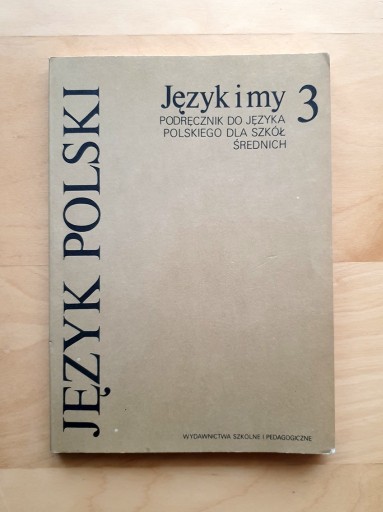 JĘZYK POLSKI
Język i my 3
PODRĘCZNIK DO JĘZYKA
POLSKIEGO DLA SZKÓŁ
ŚREDNICH
WYDAWNICTWA SZKOLNE I PEDAGOGICZNE